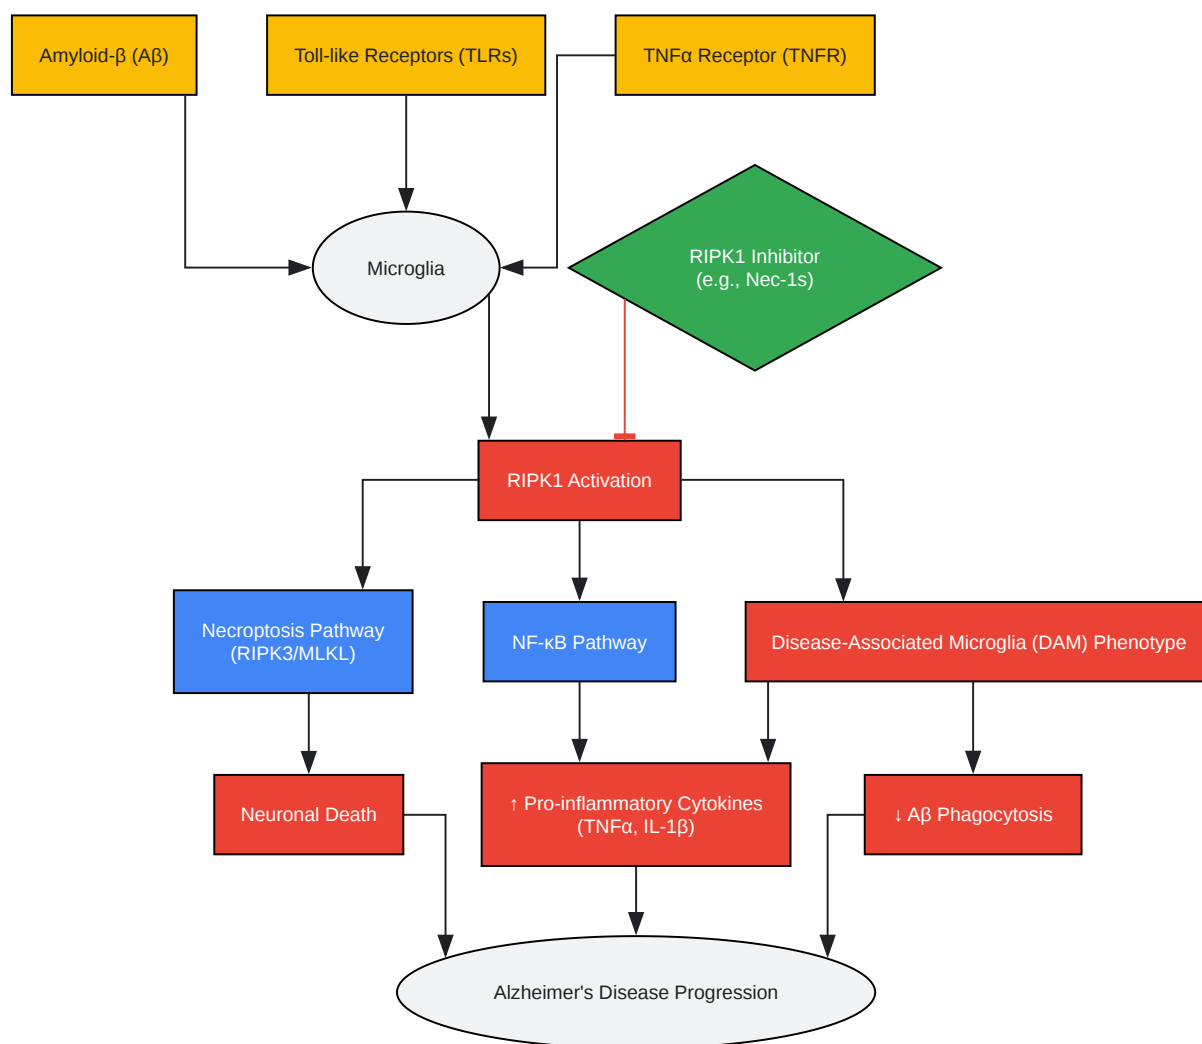 Amyloid-β (Aβ)
Toll-like Receptors (TLRs)
TNFα Receptor (TNFR)
Microglia
RIPK1 Inhibitor
(e.g., Nec-1s)
RIPK1 Activation
Necroptosis Pathway
(RIPK3/MLKL)
NF-κB Pathway
Disease-Associated Microglia (DAM) Phenotype
Neuronal Death
↑ Pro-inflammatory Cytokines
(TNFα, IL-1β)
↓ Aβ Phagocytosis
Alzheimer's Disease Progression